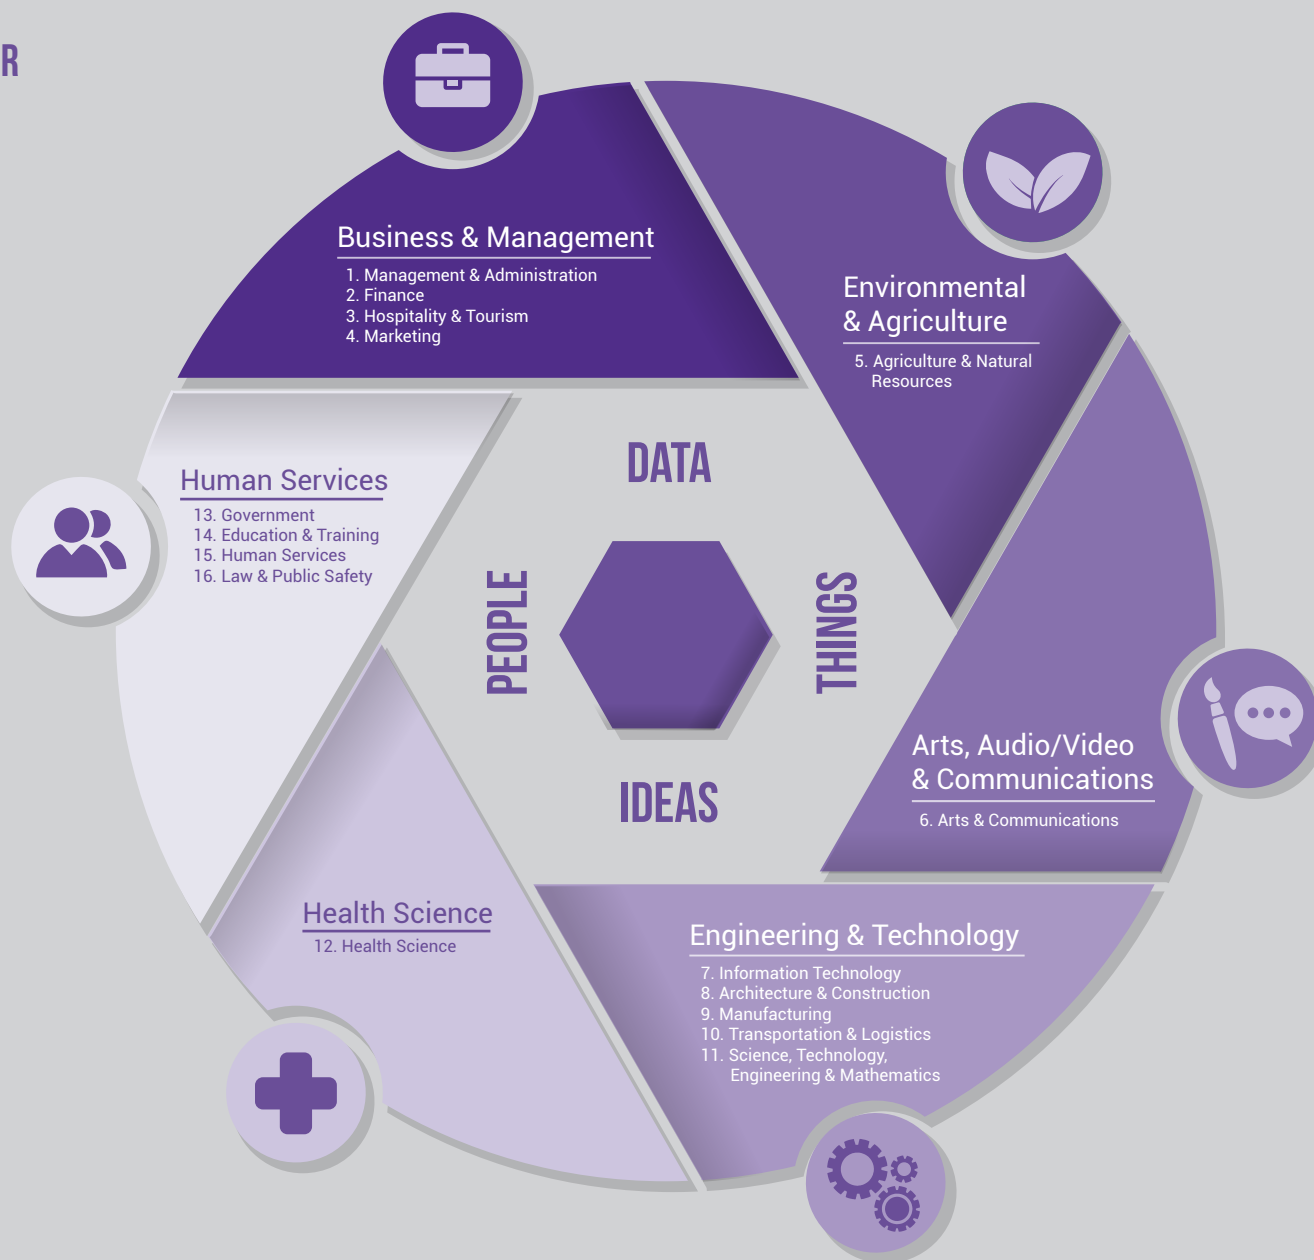 R
Business & Management
1. Management & Administration
2. Finance
3. Hospitality & Tourism
4. Marketing
Environmental
& Agriculture
5. Agriculture & Natural
Resources
Arts, Audio/Video
& Communications
6. Arts & Communications
Engineering & Technology
7. Information Technology
8. Architecture & Construction
9. Manufacturing
10. Transportation & Logistics
11. Science, Technology,
Engineering & Mathematics
Health Science
12. Health Science
Human Services
13. Government
14. Education & Training
15. Human Services
16. Law & Public Safety
DATA
PEOPLE
THINGS
IDEAS